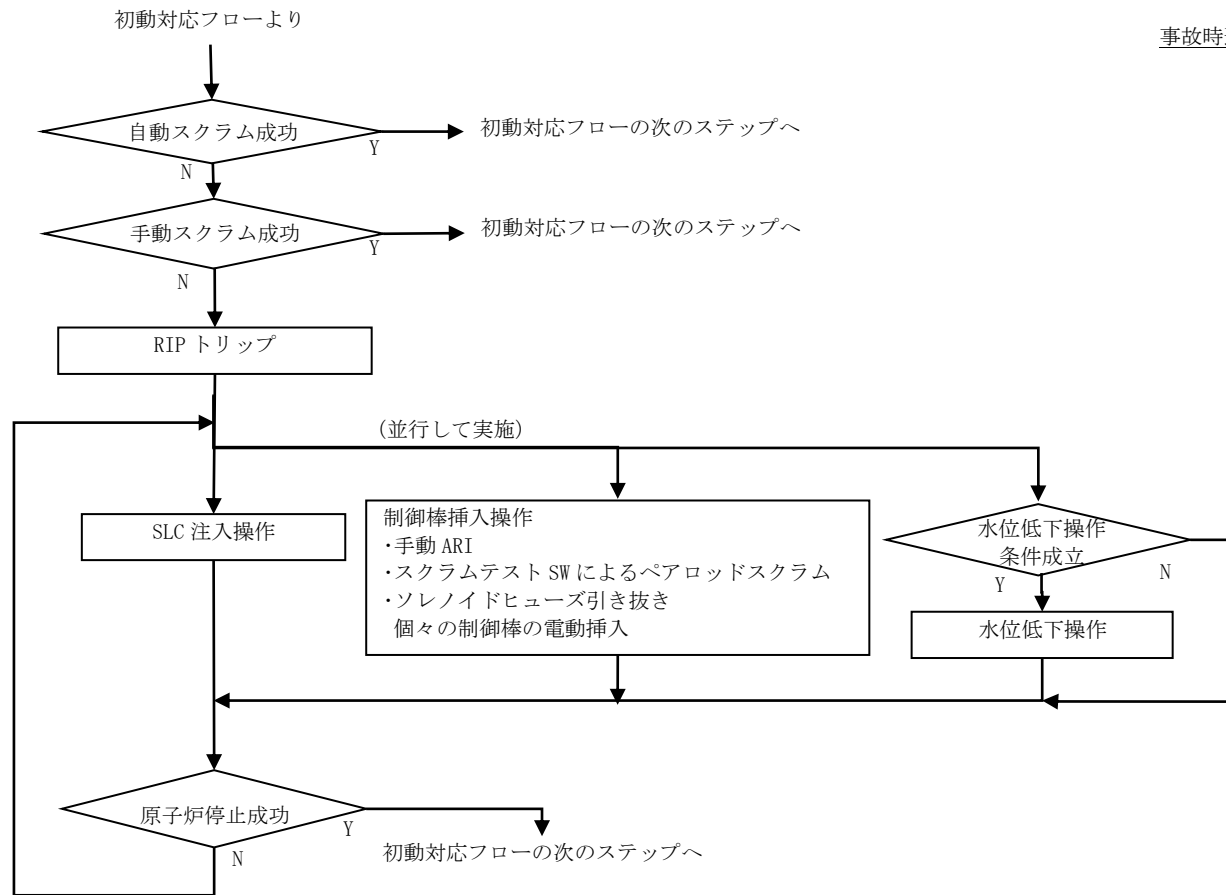 初動対応フローより
事故時
自動スクラム成功
初動対応フローの次のステップへ
Y
N
手動スクラム成功
初動対応フローの次のステップへ
Y
N
RIP トリップ
(並行して実施)
SLC 注入操作
制御棒挿入操作
・手動 ARI
・スクラムテスト SW によるペアロッドスクラム
・ソレノイドヒューズ引き抜き
個々の制御棒の電動挿入
水位低下操作
条件成立
Y
N
水位低下操作
原子炉停止成功
Y
N
初動対応フローの次のステップへ